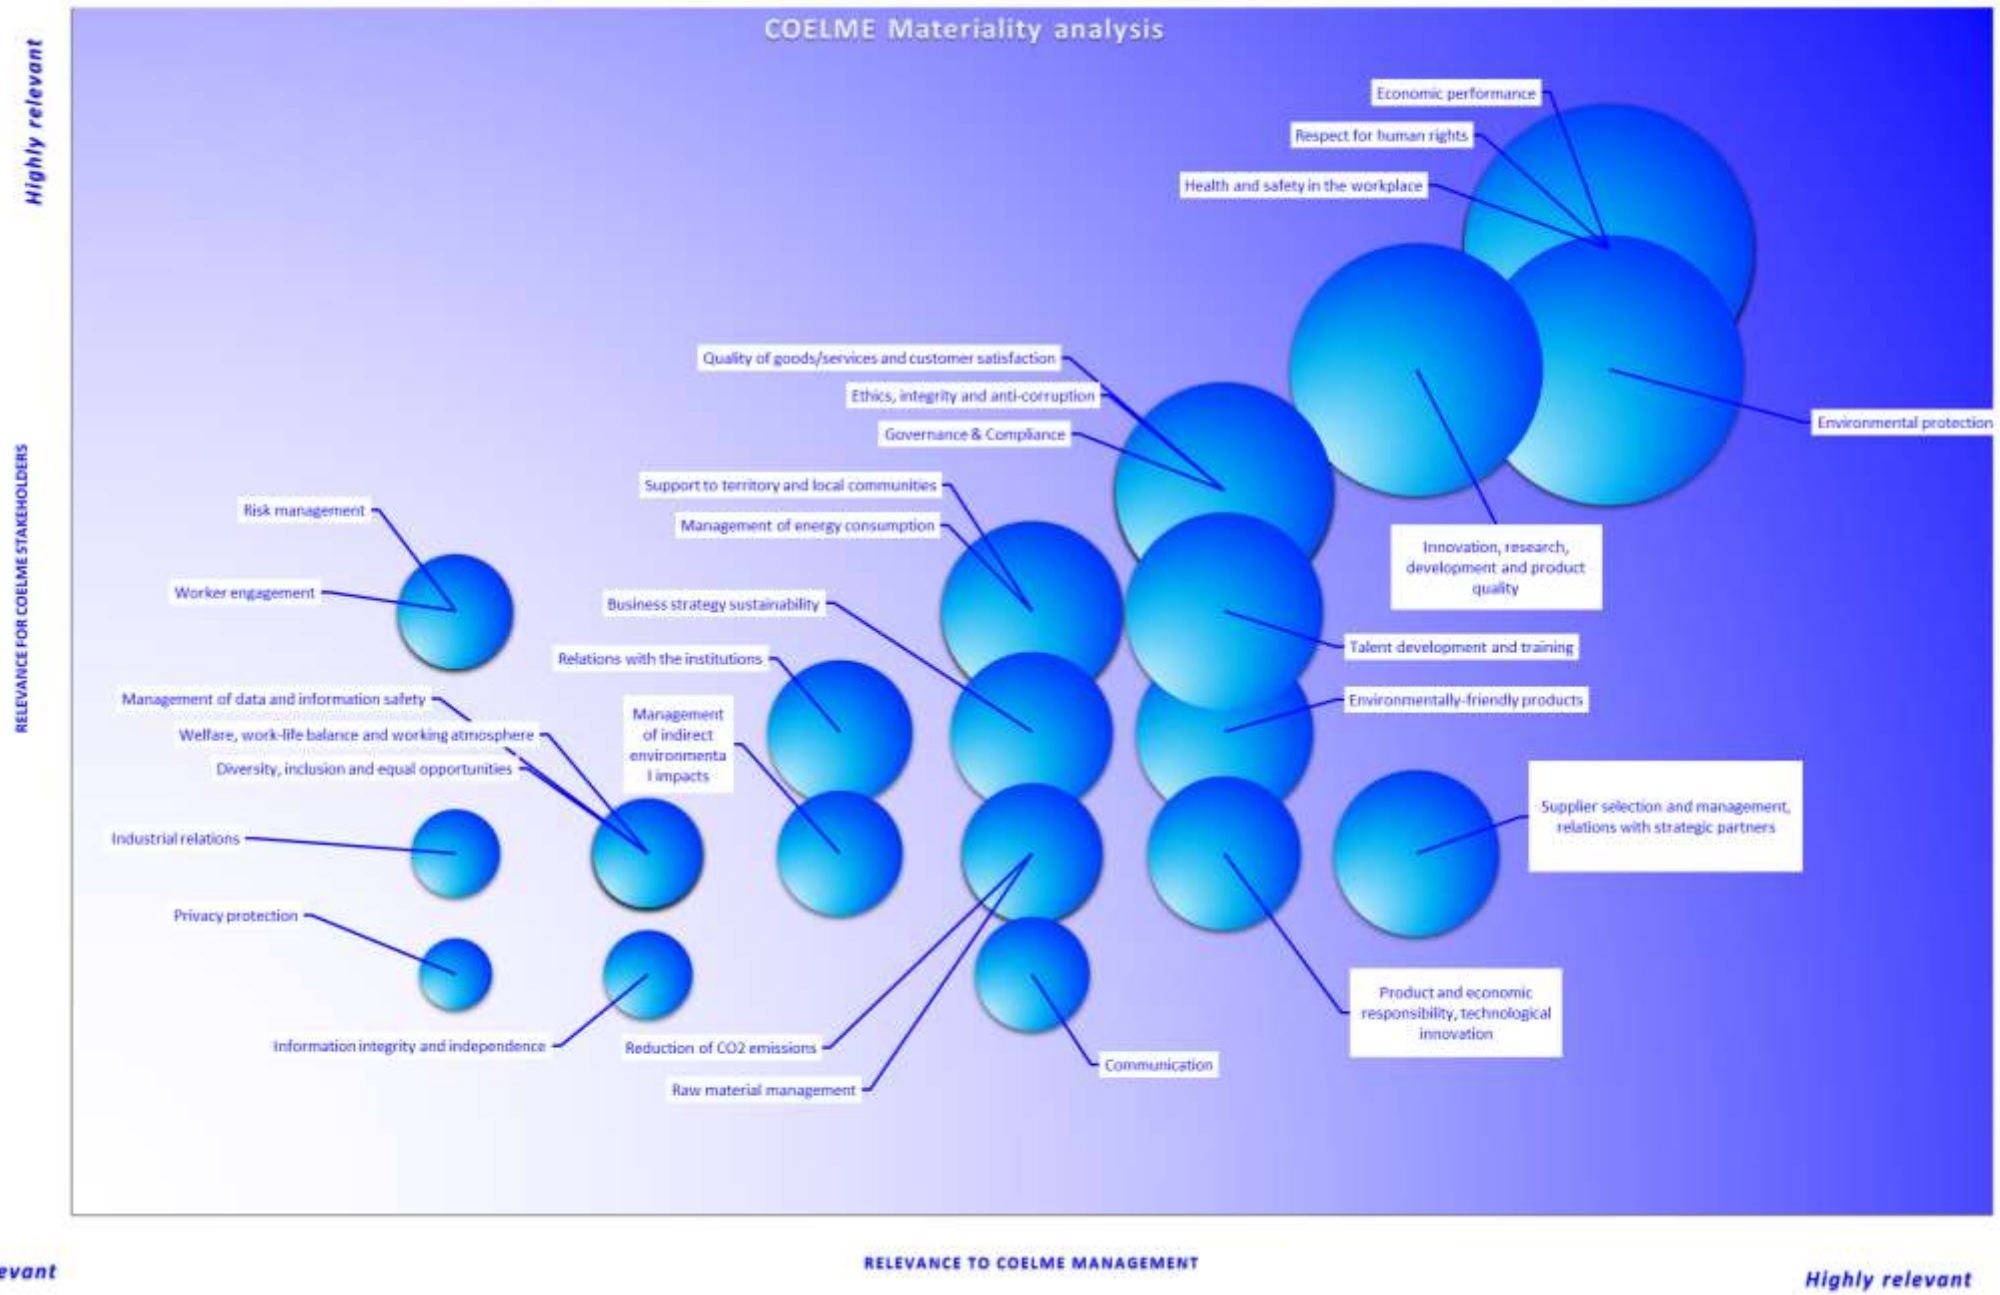 COELME Materiality analysis
Highly relevant
Economic performance
Respect for human rights
Health and safety in the workplace
Quality of goods/services and customer satisfaction
Ethics, integrity and anti-corruption
Environmental protection
Governance & Compliance
Support to territory and local communities
Risk management
Management of energy consumption
Innovation, research,
development and product
quality
Worker engagement
Business strategy sustainability
RELEVANCE FOR COELME STAKEHOLDERS
Talent development and training
Relations with the institutions
Management of data and information safety
Environmentally-friendly products
Management
of indirect
environmenta
l impacts
Welfare, work-life balance and working atmosphere
Diversity, inclusion and equal opportunities
Supplier selection and management,
relations with strategic partners
Industrial relations
Privacy protection
Product and economic
responsibility, technological
innovation
Information integrity and independence
Reduction of CO2 emissions
Communication
Raw material management
RELEVANCE TO COELME MANAGEMENT
evant
Highly relevant